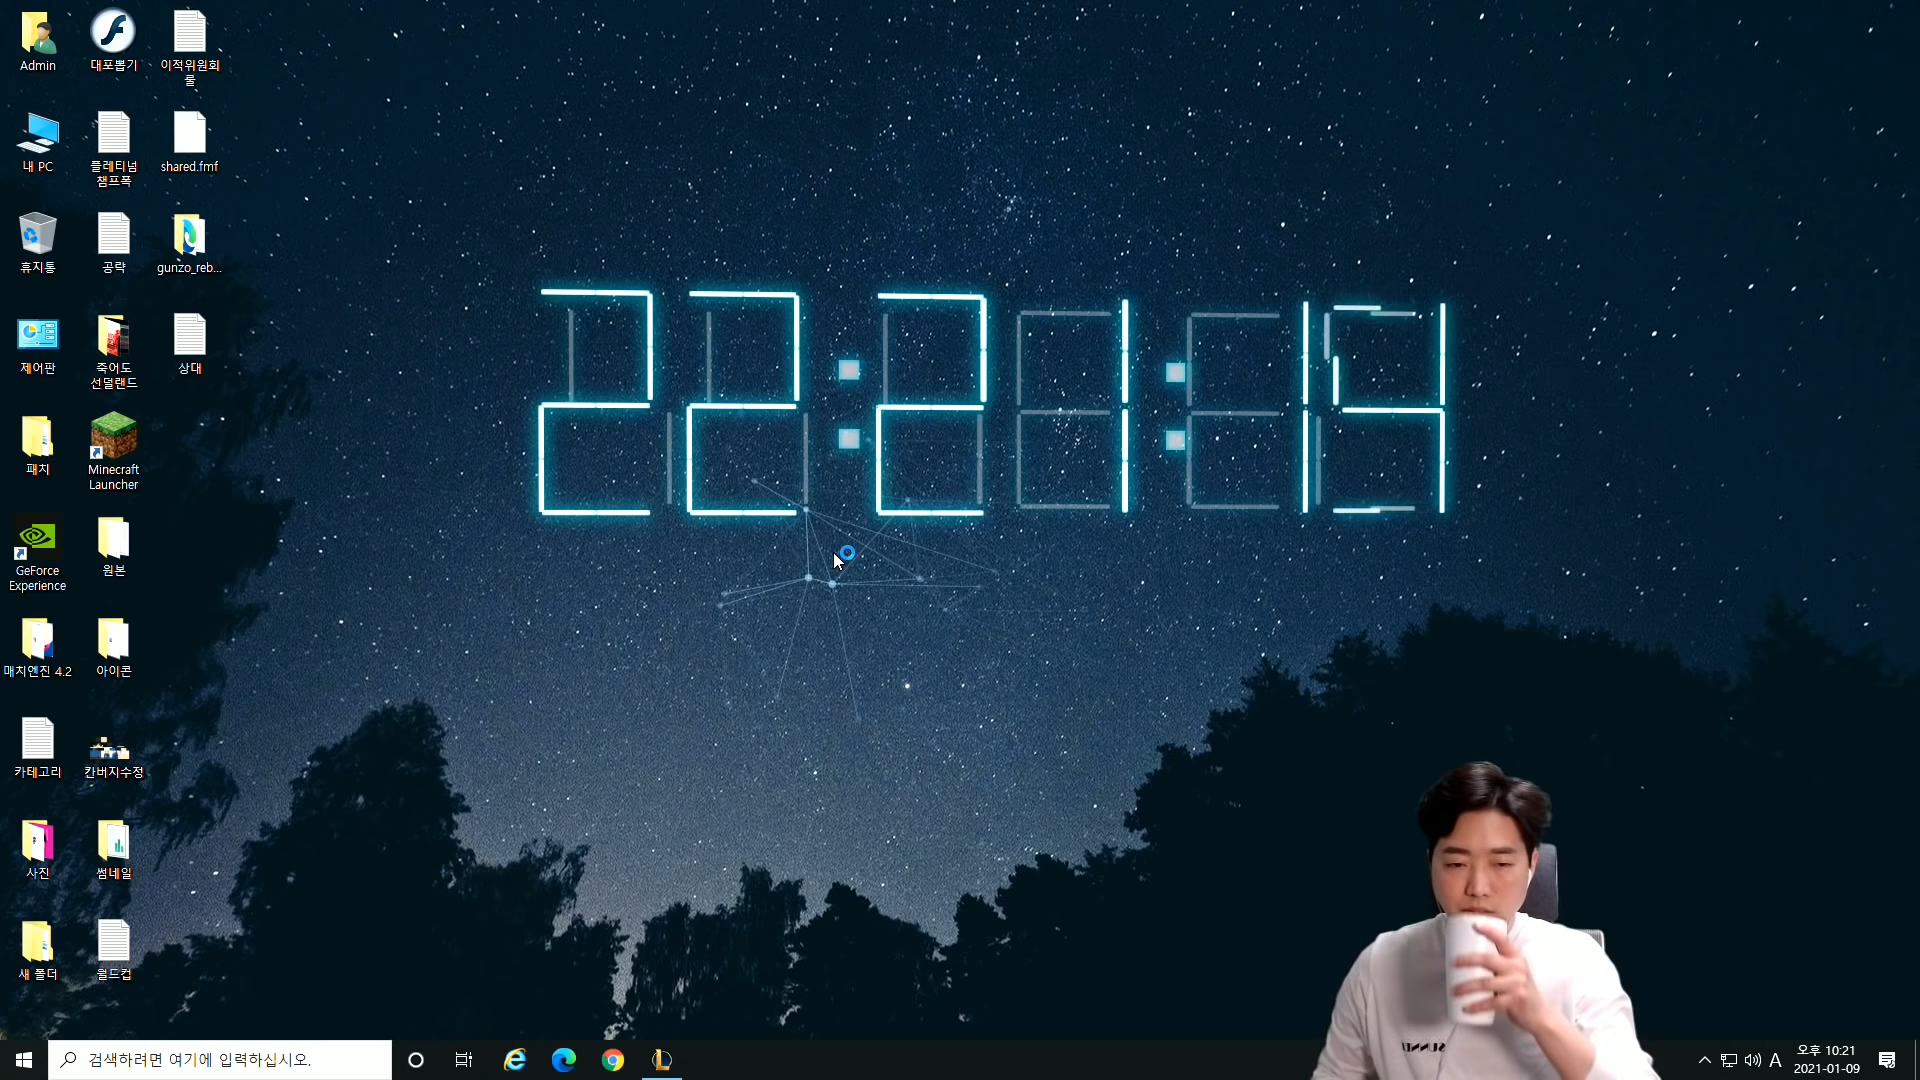 Admin
대포뽑기
이적위원회
룰
내 PC
플레티넘
챔프폭
shared.fmf
휴지통
공략
gunzo_reb...
제어판
죽어도
선덜랜드
상대
패치
Minecraft
Launcher
GeForce
Experience
원본
매치엔진 4.2
아이콘
카테고리
칸버지수정
사진
썸네일
새 폴더
월드컵
22:21:19
검색하려면 여기에 입력하십시오.
A
오후 10:21
2021-01-09